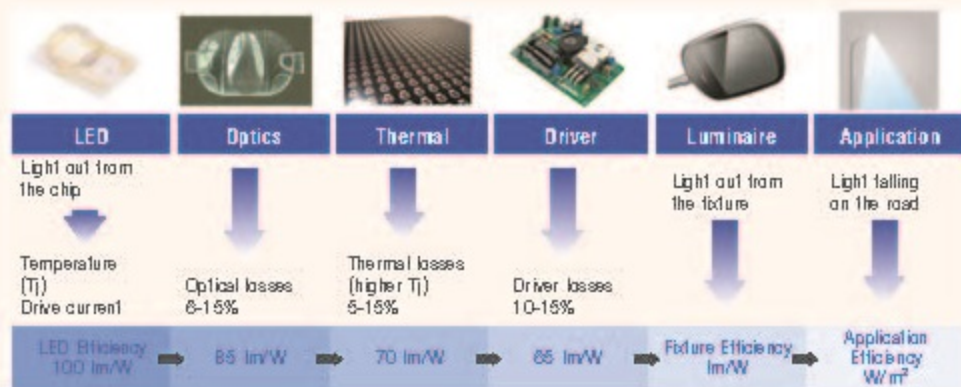 LED
Optics
Thermal
Driver
Luminaire
Application
Light out from
the chip
Light out from
the fixture
Light falling
on the road
Temperature
(Tj)
Drive current
Optical losses
6-15%
Thermal losses
(higher Tj)
5-15%
Driver losses
10-15%
LED Efficiency
100 lm/W
85 lm/W
70 lm/W
65 lm/W
Fixture Efficiency
lm/W
Application
Efficiency
W/m²